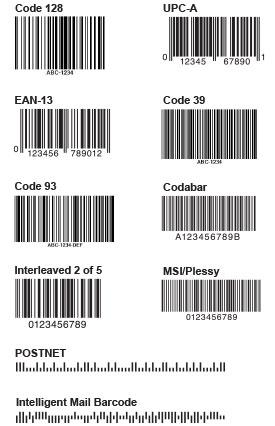 Code 128
ABC-1234
UPC-A
0 12345 67890 1
EAN-13
0 123456 789012
Code 39
ABC-1234
Code 93
ABC-1234-DEF
Codabar
A123456789B
Interleaved 2 of 5
0123456789
MSI/Plessy
0123456789
POSTNET
Intelligent Mail Barcode